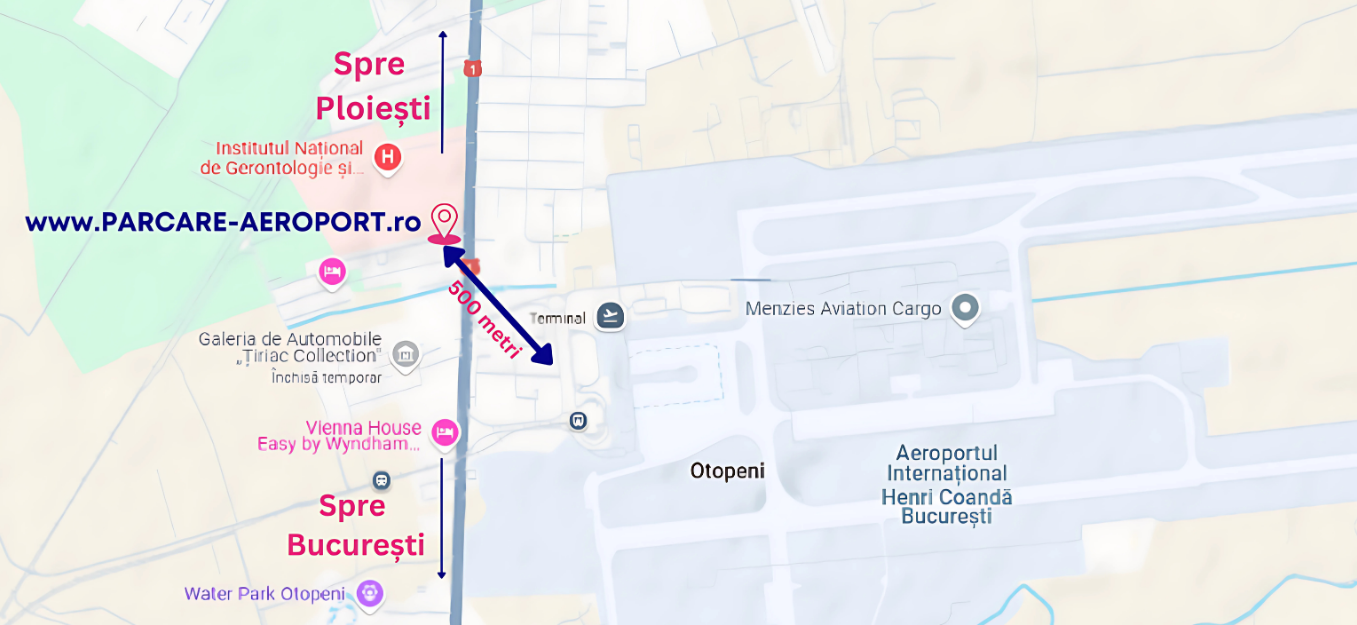 Spre
Ploiești
1
Institutul Național
de Gerontologie și...
H
www.PARCARE-AEROPORT.ro
500 metri
Terminal
Menzies Aviation Cargo
Galeria de Automobile
„Țiriac Collection”
Închisă temporar
Vienna House
Easy by Wyndham...
Otopeni
Aeroportul
Internațional
Henri Coandă
București
Spre
București
Water Park Otopeni